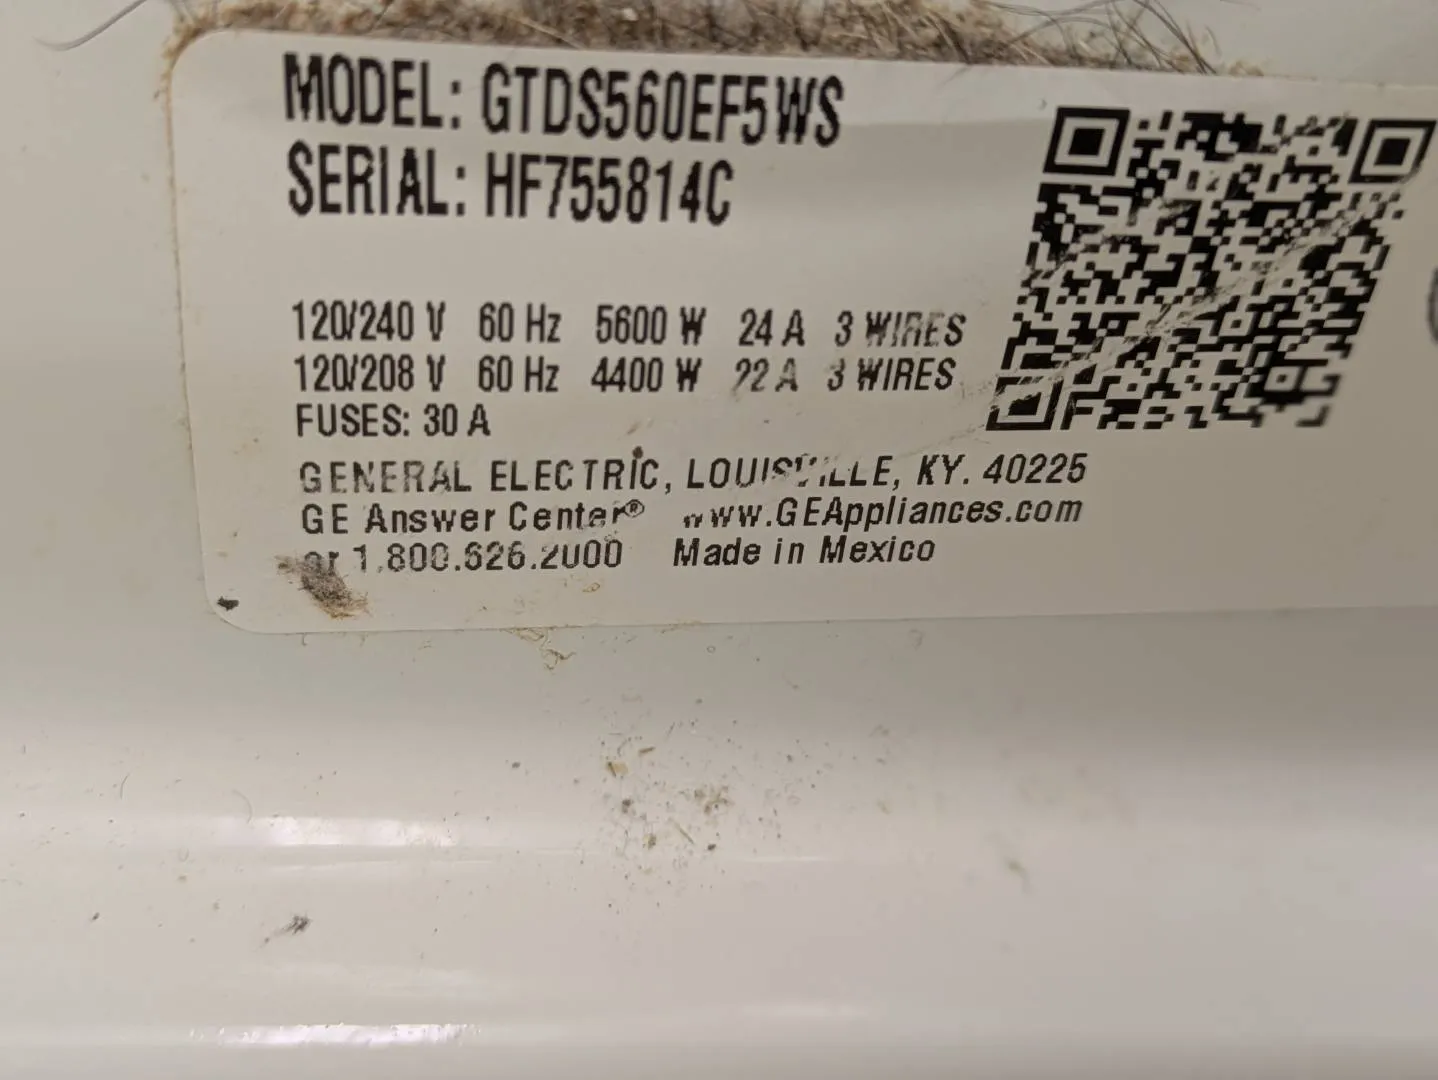 MODEL: GTDS560EF5WS
SERIAL: HF755814C
120/240 V 60 Hz 5600 W 24 A 3 WIRES
120/208 V 60 Hz 4400 W 22 A 3 WIRES
FUSES: 30 A
GENERAL ELECTRIC, LOUISVILLE, KY. 40225
GE Answer Center® www.GEAppliances.com
or 1.800.626.2000 Made in Mexico